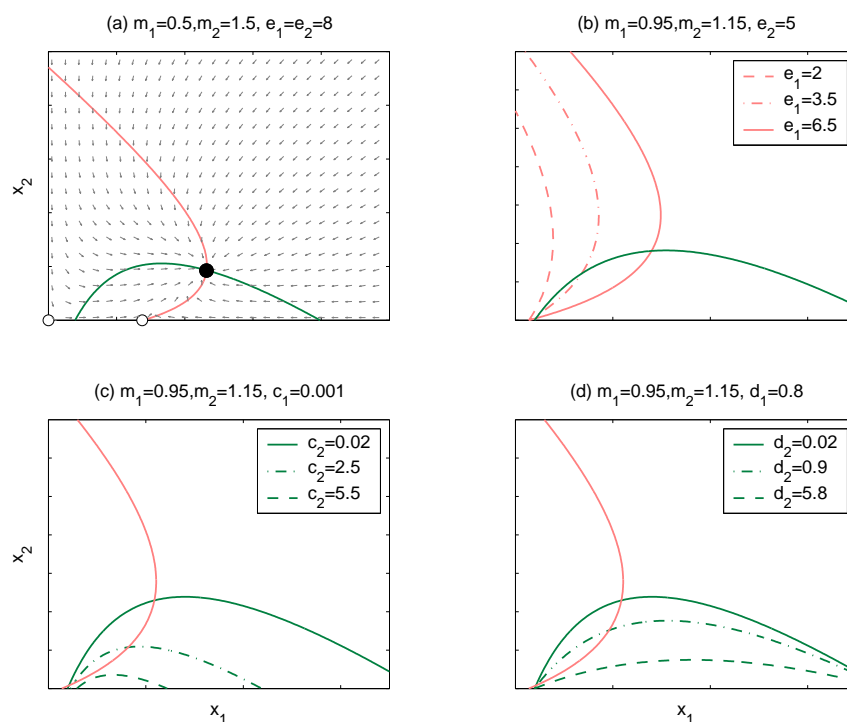 (a) m₁=0.5,m₂=1.5, e₁=e₂=8
x₂
(b) m₁=0.95,m₂=1.15, e₂=5
e₁=2
e₁=3.5
e₁=6.5
(c) m₁=0.95,m₂=1.15, c₁=0.001
c₂=0.02
c₂=2.5
c₂=5.5
x₂
x₁
(d) m₁=0.95,m₂=1.15, d₁=0.8
d₂=0.02
d₂=0.9
d₂=5.8
x₁